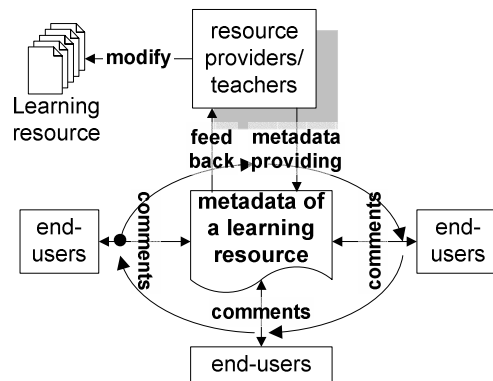 resource
providers/
teachers
modify
Learning
resource
feed
back
metadata
providing
metadata of
a learning
resource
comments
end-
users
comments
end-
users
comments
end-users